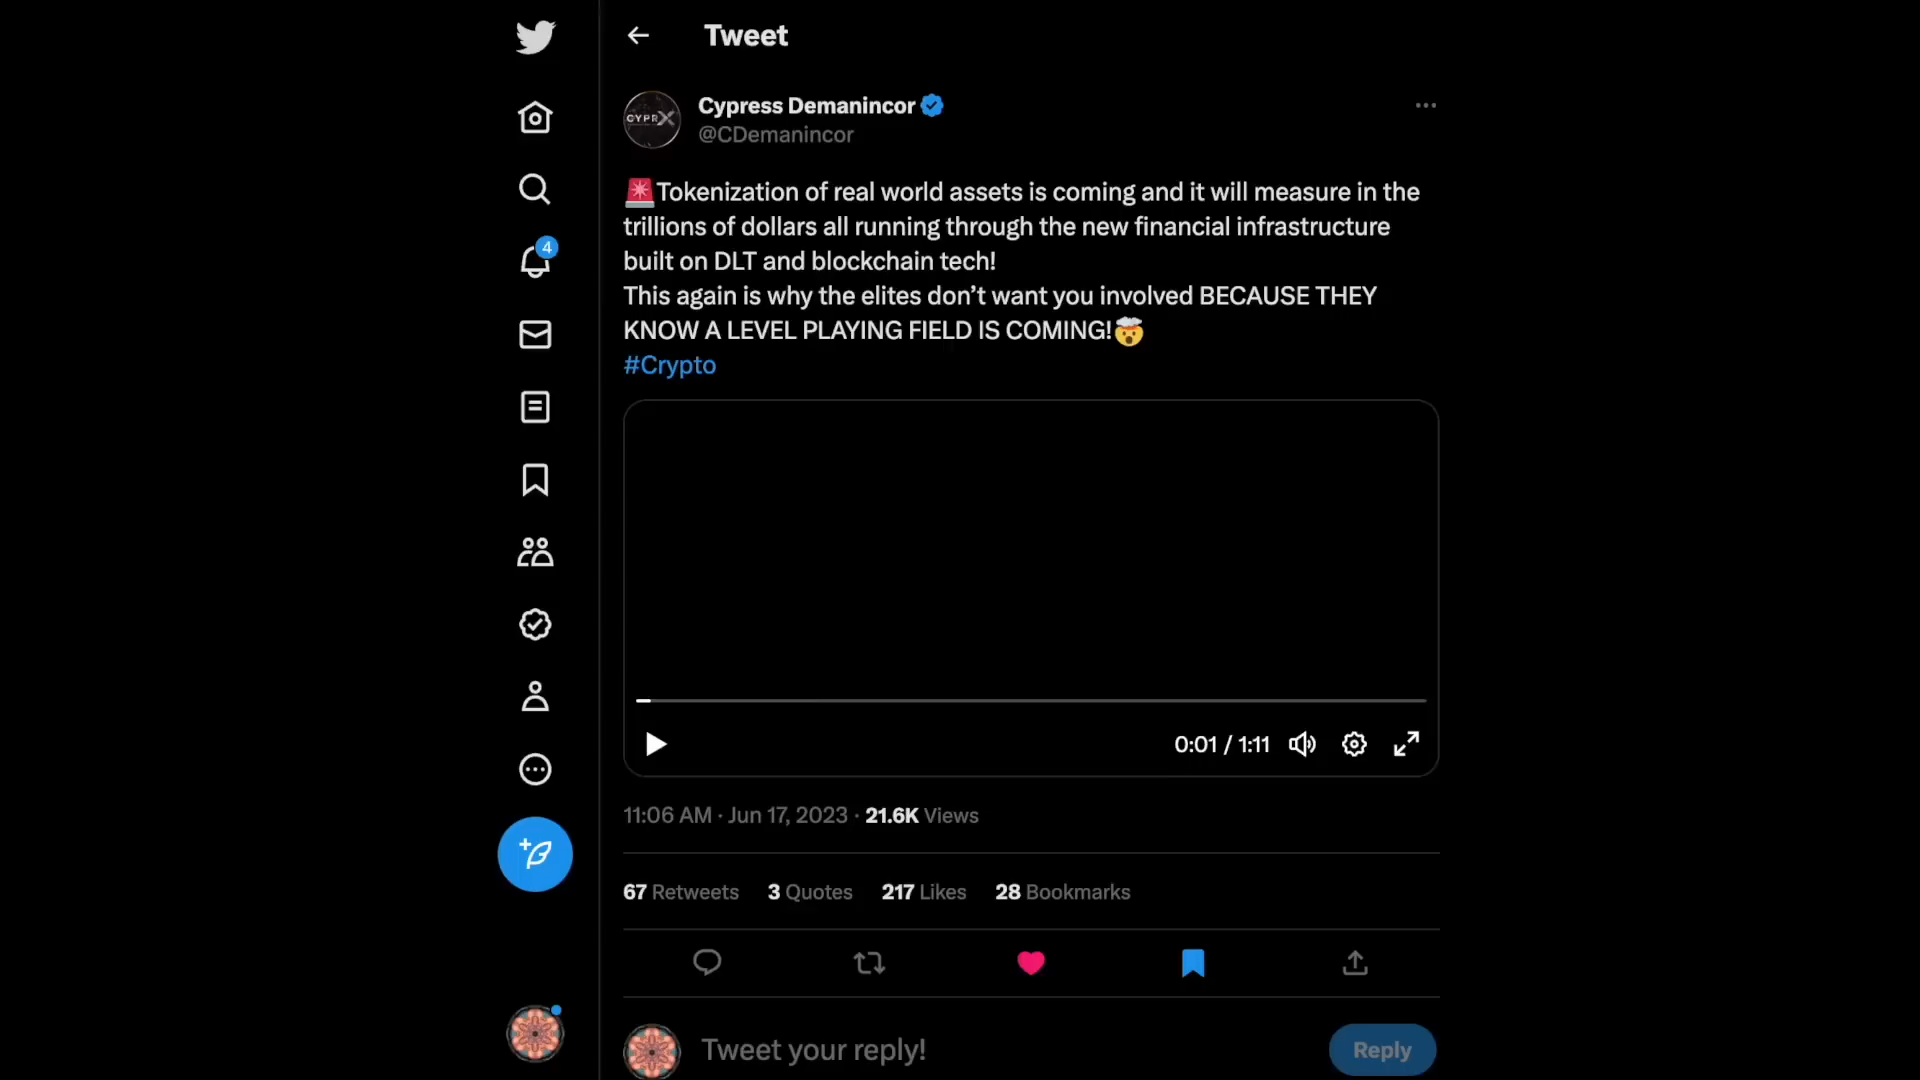 Tweet
CYPRX
Cypress Demanincor
@CDemanincor
🚨Tokenization of real world assets is coming and it will measure in the
trillions of dollars all running through the new financial infrastructure
built on DLT and blockchain tech!
This again is why the elites don’t want you involved BECAUSE THEY
KNOW A LEVEL PLAYING FIELD IS COMING!🤯
#Crypto
4
0:01 / 1:11
11:06 AM · Jun 17, 2023 · 21.6K Views
67 Retweets 3 Quotes 217 Likes 28 Bookmarks
Tweet your reply!
Reply